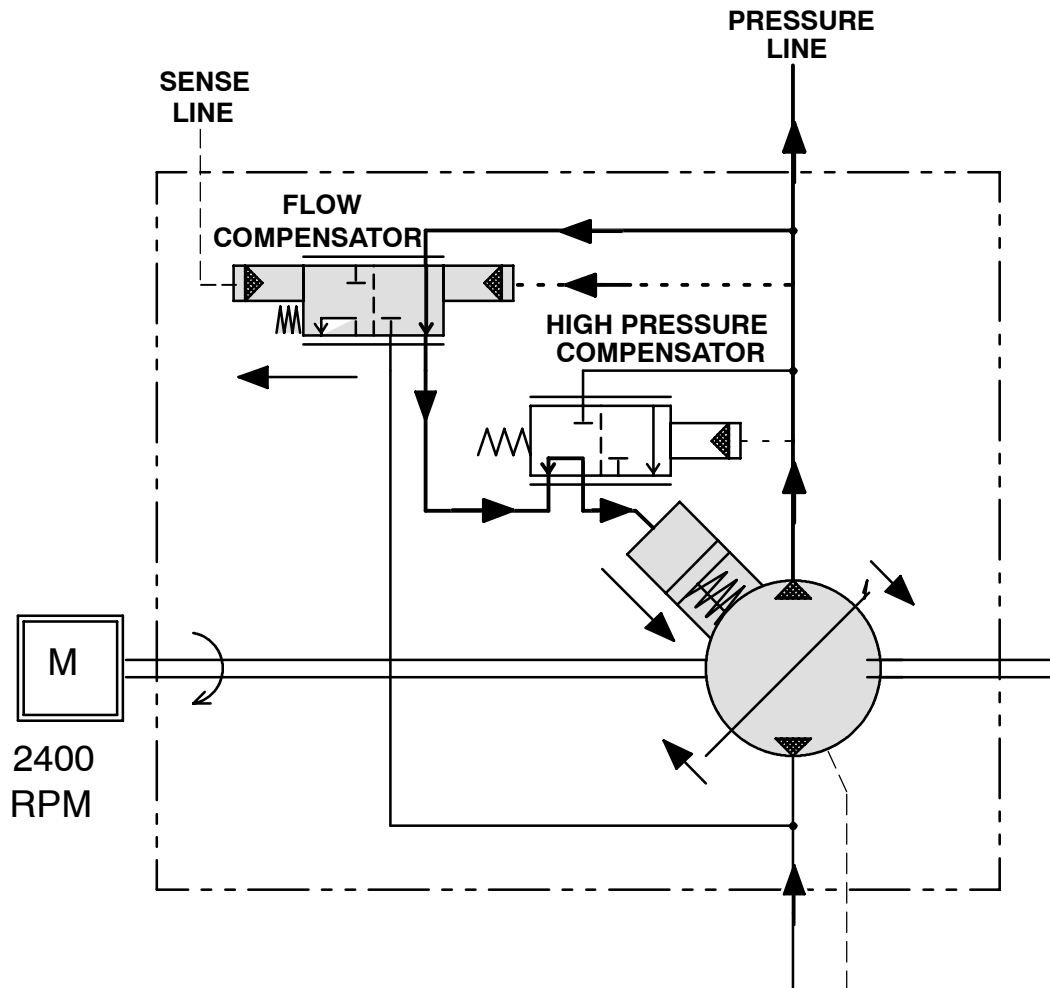 PRESSURE
LINE
SENSE
LINE
FLOW
COMPENSATOR
HIGH PRESSURE
COMPENSATOR
M
2400
RPM